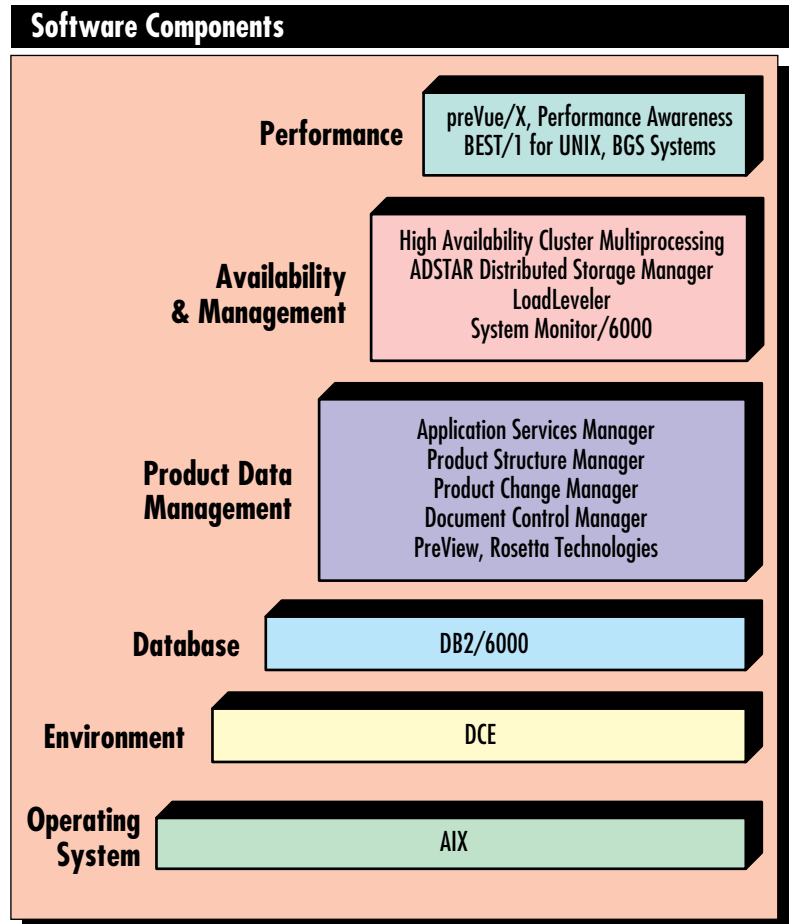 Software Components
Performance
preVue/X, Performance Awareness
BEST/1 for UNIX, BGS Systems
Availability
& Management
High Availability Cluster Multiprocessing
ADSTAR Distributed Storage Manager
LoadLeveler
System Monitor/6000
Product Data
Management
Application Services Manager
Product Structure Manager
Product Change Manager
Document Control Manager
PreView, Rosetta Technologies
Database
DB2/6000
Environment
DCE
Operating
System
AIX